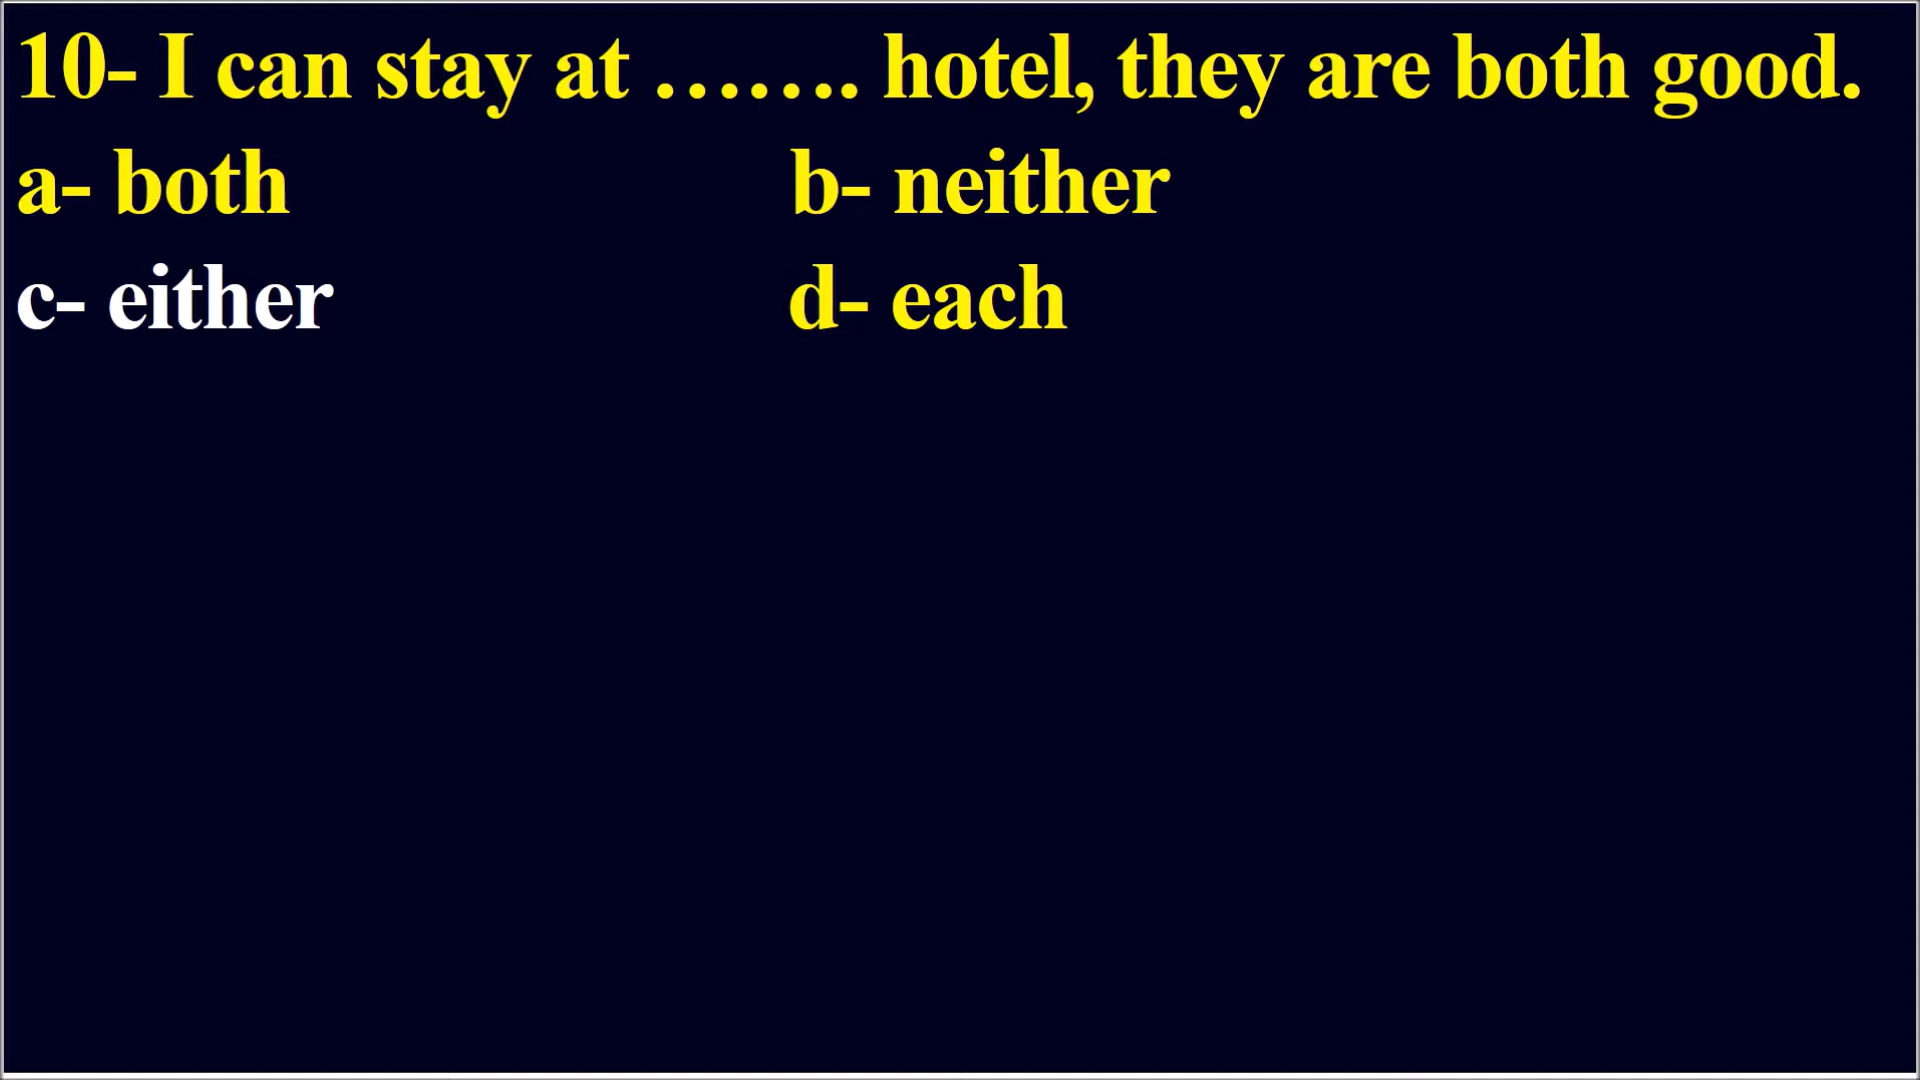 10- I can stay at ……. hotel, they are both good.
a- both b- neither
c- either d- each